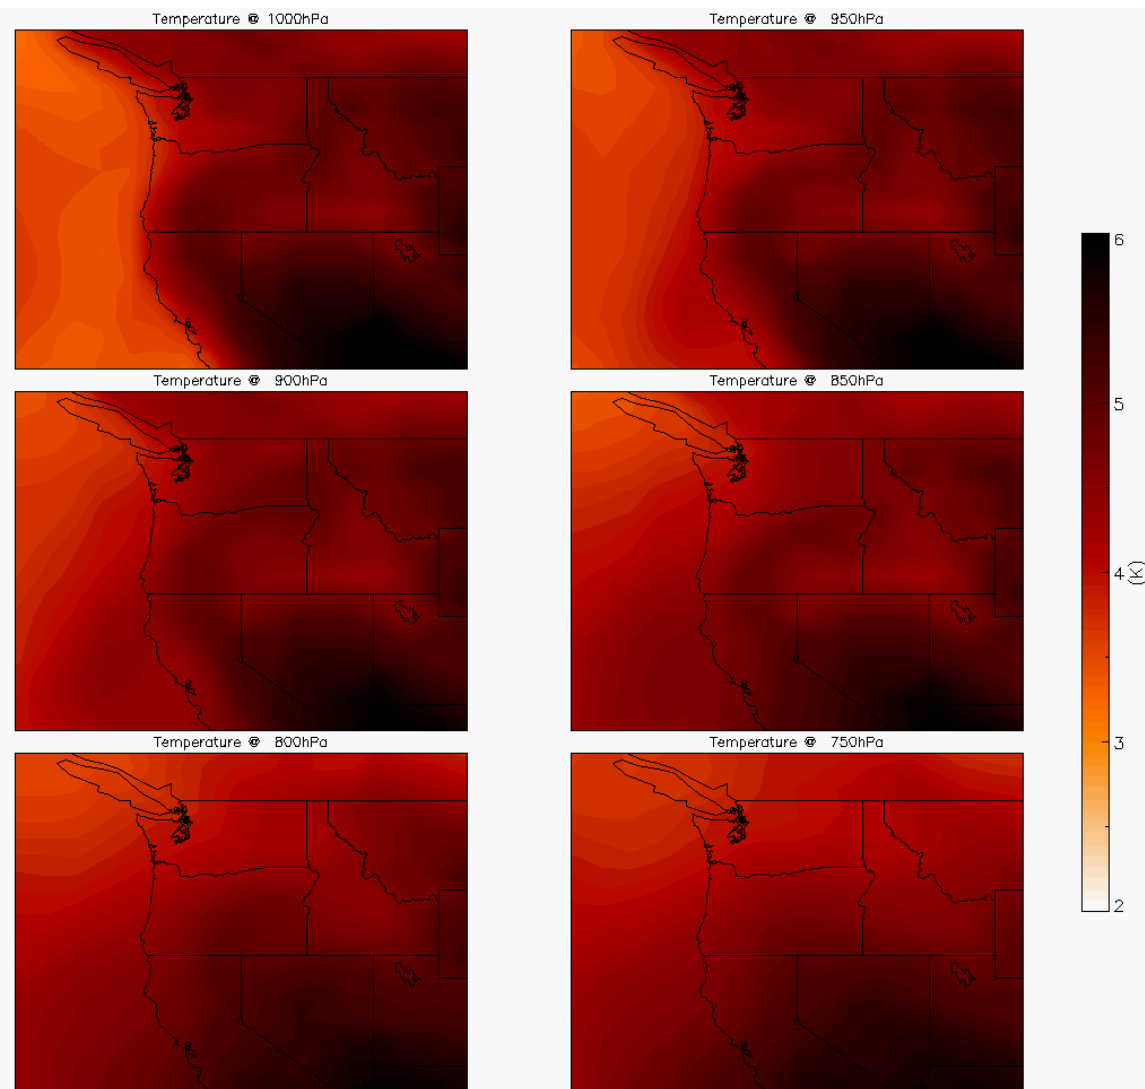 Temperature @ 1000hPa
Temperature @ 950hPa
Temperature @ 900hPa
Temperature @ 850hPa
Temperature @ 800hPa
Temperature @ 750hPa
6
5
4
(K)
3
2